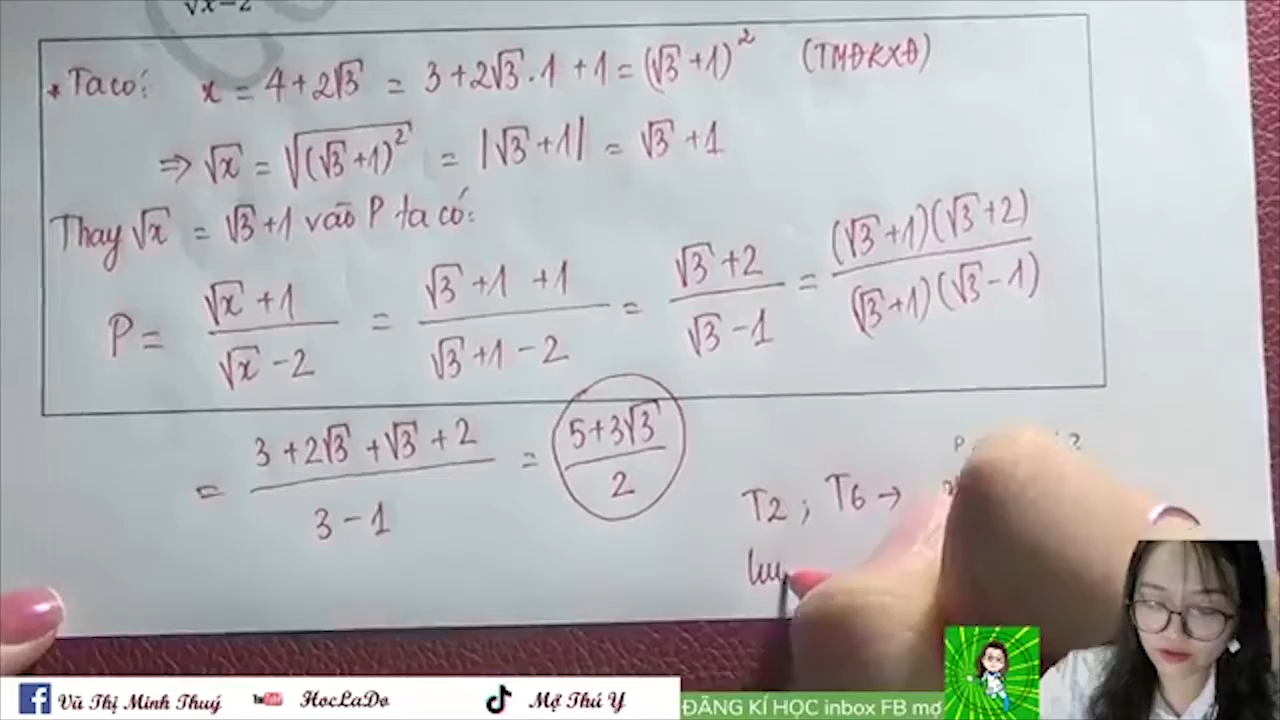 √x−2
* Ta có: x = 4+2√3 = 3+2√3.1+1 = (√3+1)² (TMĐKXĐ)
⇒ √x = √(√3+1)² = |√3+1| = √3+1
Thay √x = √3+1 vào P ta có:
P = (√x+1)/(√x−2) = (√3+1+1)/(√3+1−2) = (√3+2)/(√3−1) = (√3+1)(√3+2)/(√3+1)(√3−1)
= (3+2√3+√3+2)/(3−1) = (5+3√3)/2
T2 ; T6 →
Vũ Thị Minh Thuý
YouTube HocLaDo
Mợ Thú Y
ĐĂNG KÍ HỌC inbox FB mợ